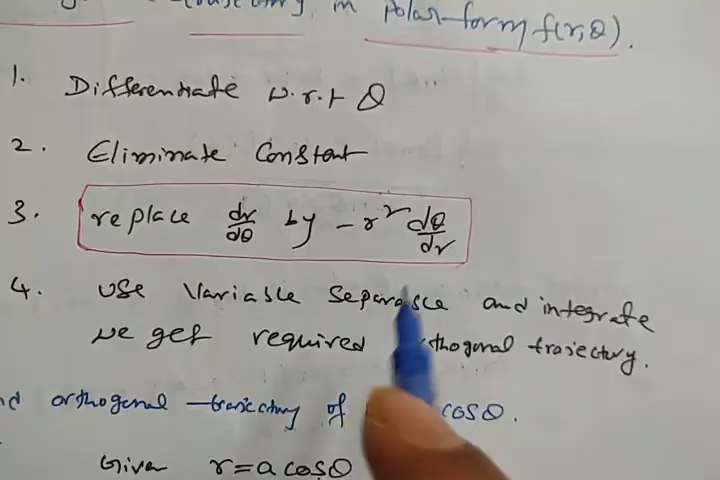 in Polar-form f(r,θ).
1. Differentiate w.r.t θ
2. Eliminate Constant
3. replace dr/dθ by -r² dθ/dr
4. use Variable Separable and integrate
we get required orthogonal trajectory.
orthogonal trajectory of cosθ.
Given r=a cosθ